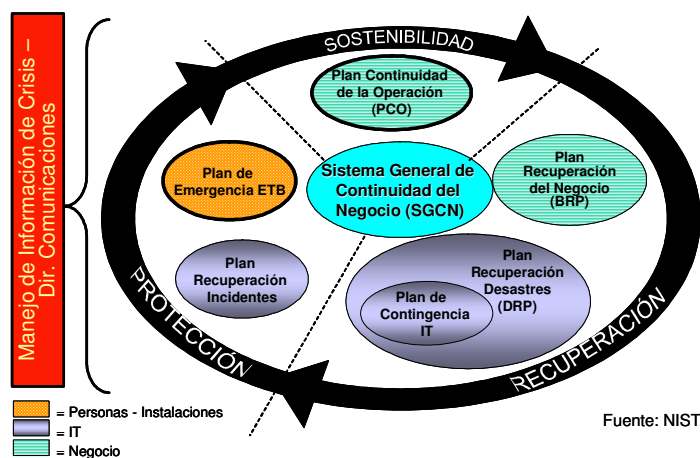 Manejo de Información de Crisis –
Dir. Comunicaciones
SOSTENIBILIDAD
Plan Continuidad
de la Operación
(PCO)
Plan de
Emergencia ETB
Sistema General de
Continuidad del
Negocio (SGCN)
Plan
Recuperación
del Negocio
(BRP)
Plan
Recuperación
Incidentes
Plan
Recuperación
Desastres
(DRP)
Plan de
Contingencia
IT
PROTECCIÓN
RECUPERACIÓN
= Personas - Instalaciones
= IT
= Negocio
Fuente: NIST